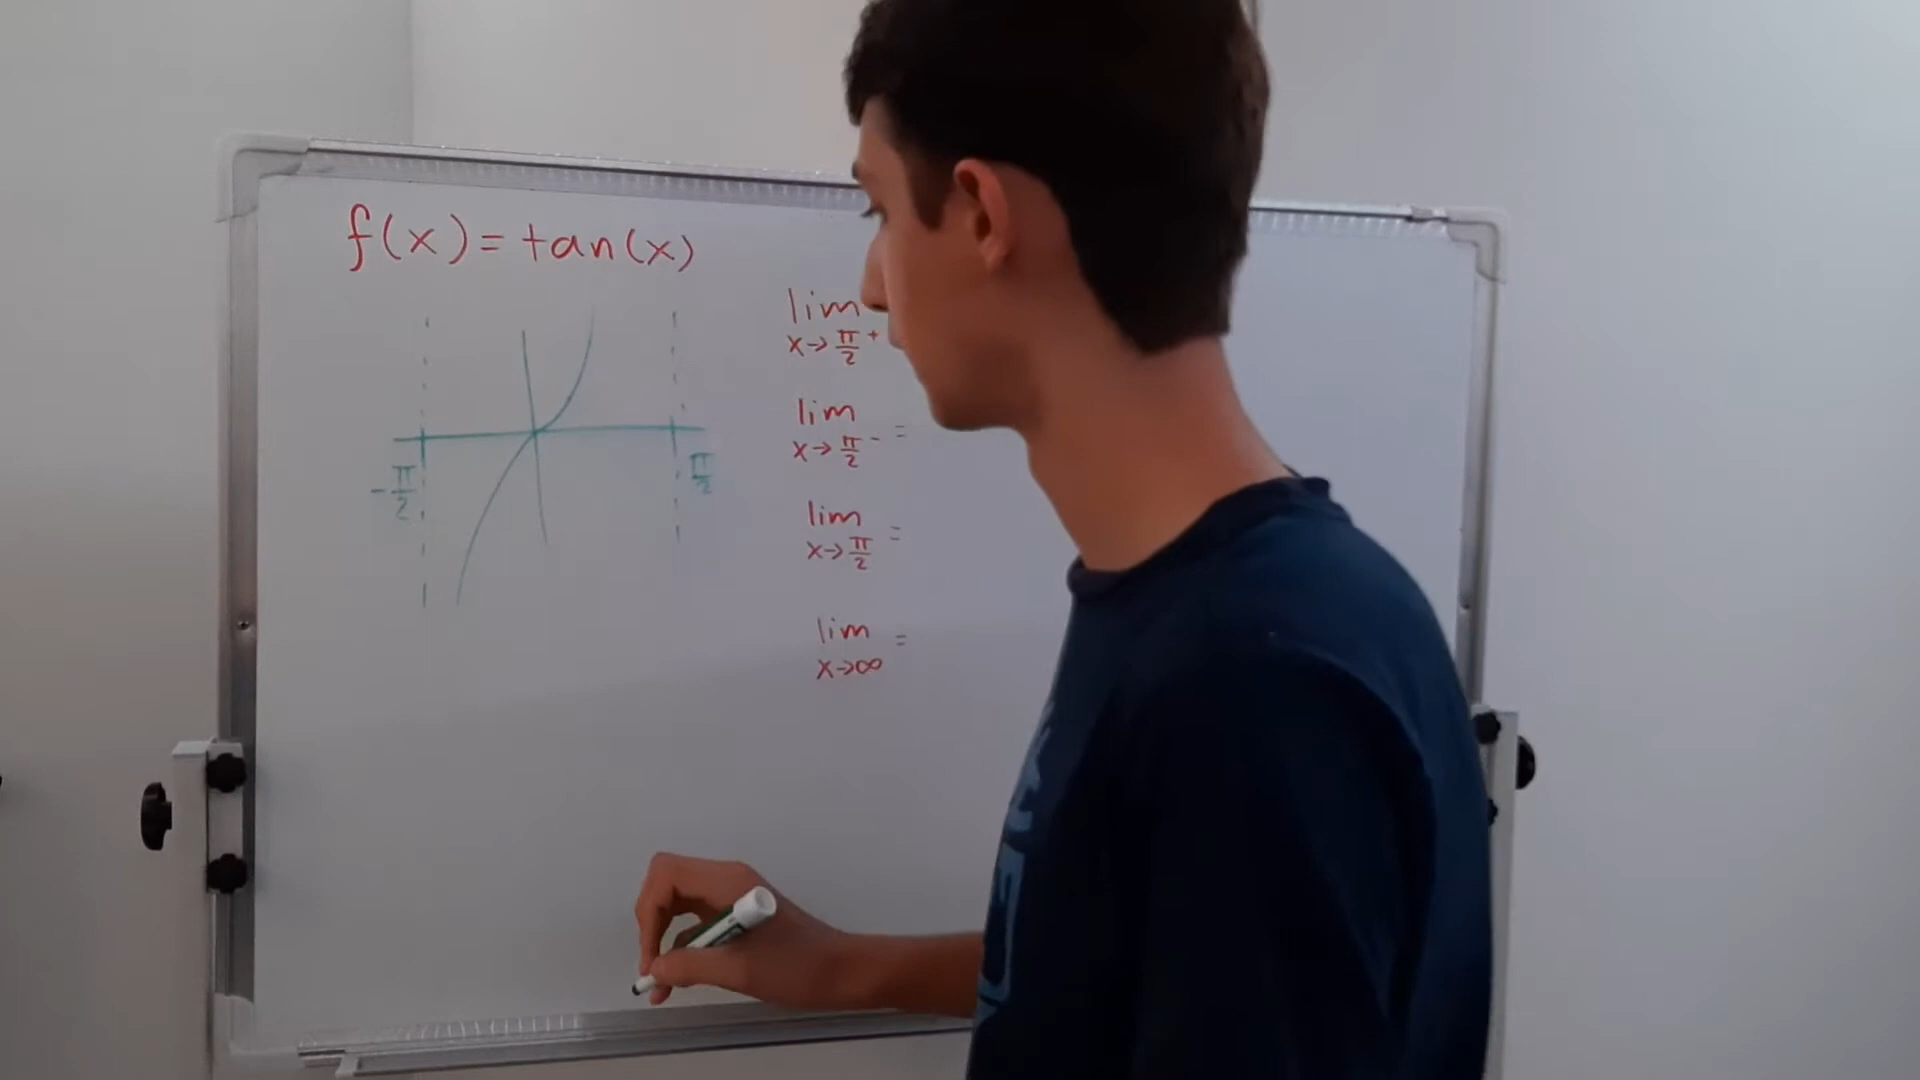 f(x) = tan(x)
-π/2
π/2
lim
x→π/2⁺
lim
x→π/2⁻ =
lim
x→π/2 =
lim
x→∞ =